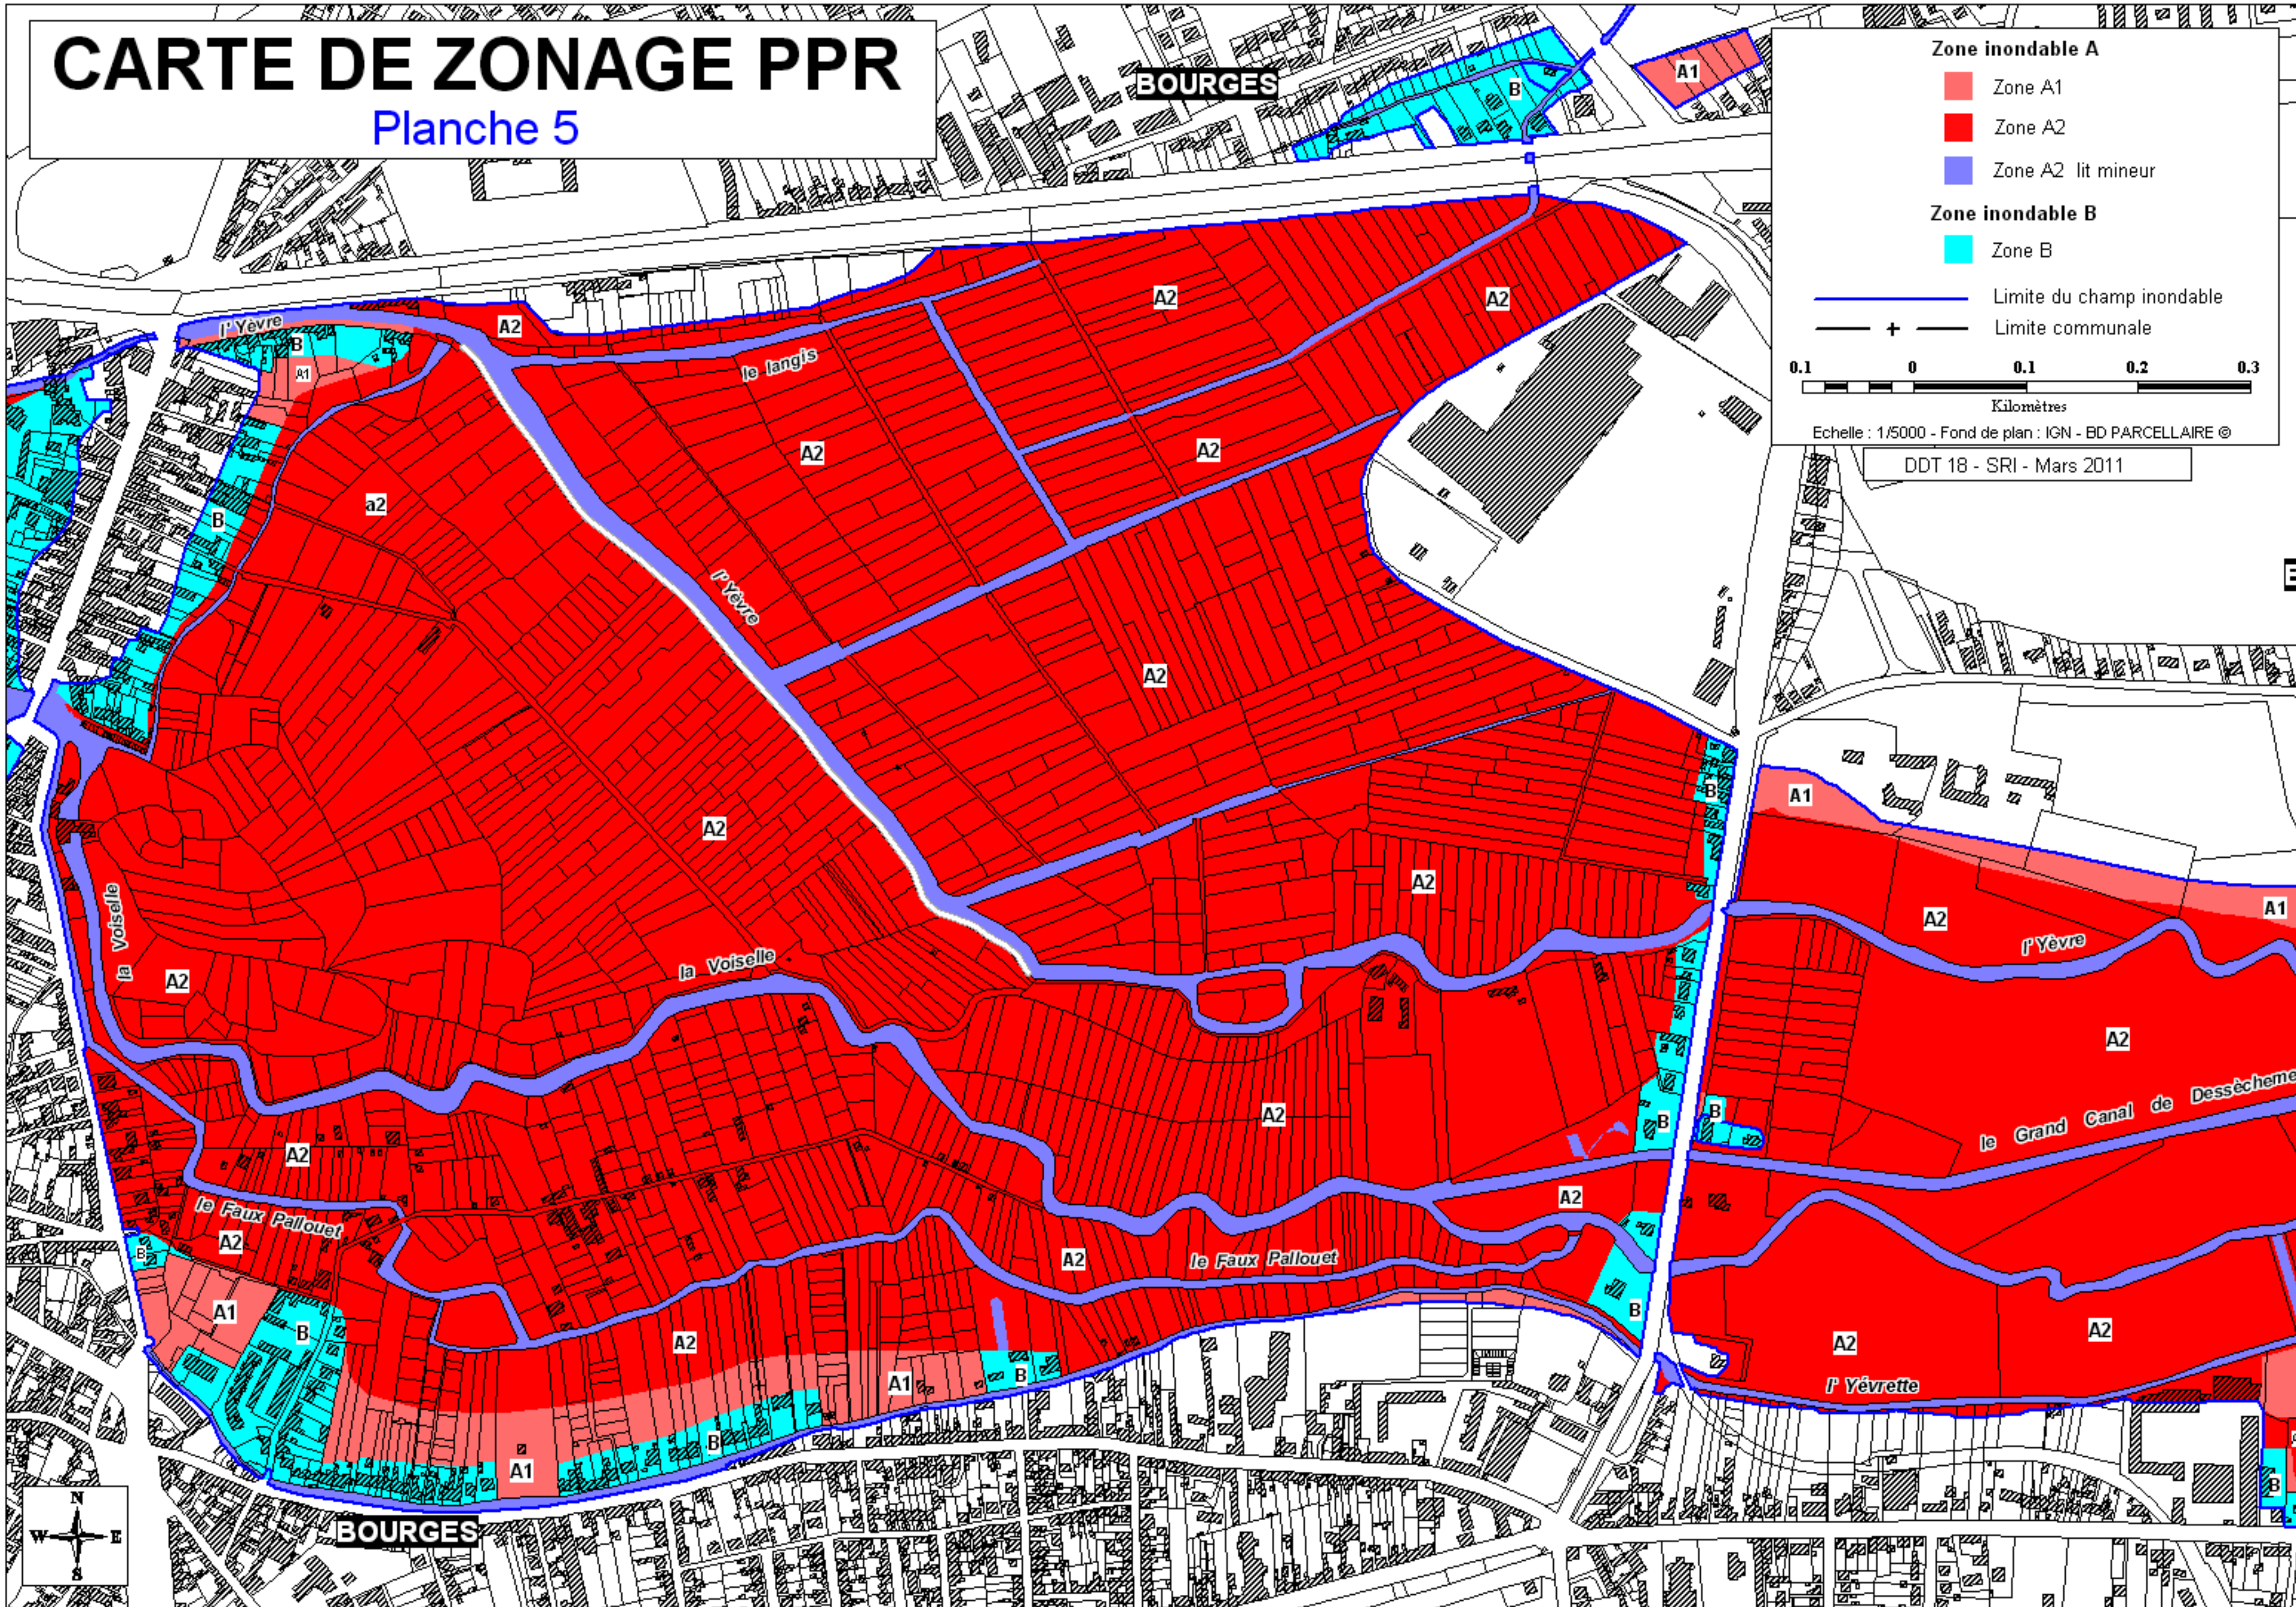 CARTE DE ZONAGE PPR
Planche 5
BOURGES
B
A1
Zone inondable A
Zone A1
Zone A2
Zone A2 lit mineur
Zone inondable B
Zone B
Limite du champ inondable
Limite communale
0.1 0 0.1 0.2 0.3
Kilomètres
Echelle : 1/5000 - Fond de plan : IGN - BD PARCELLAIRE ©
DDT 18 - SRI - Mars 2011
l' Yèvre
B
A1
A2
le langis
A2
A2
A2
A2
a2
B
l' Yèvre
A2
A2
B
A1
A2
A2
A1
l' Yèvre
la Voiselle
A2
la Voiselle
A2
A2
B
B
le Grand Canal de Dessècheme
A2
le Faux Pallouet
A2
B
A2
A2
le Faux Pallouet
A1
B
B
A2
A1
B
A2
A2
l' Yévrette
B
A1
B
BOURGES
N
W E
S